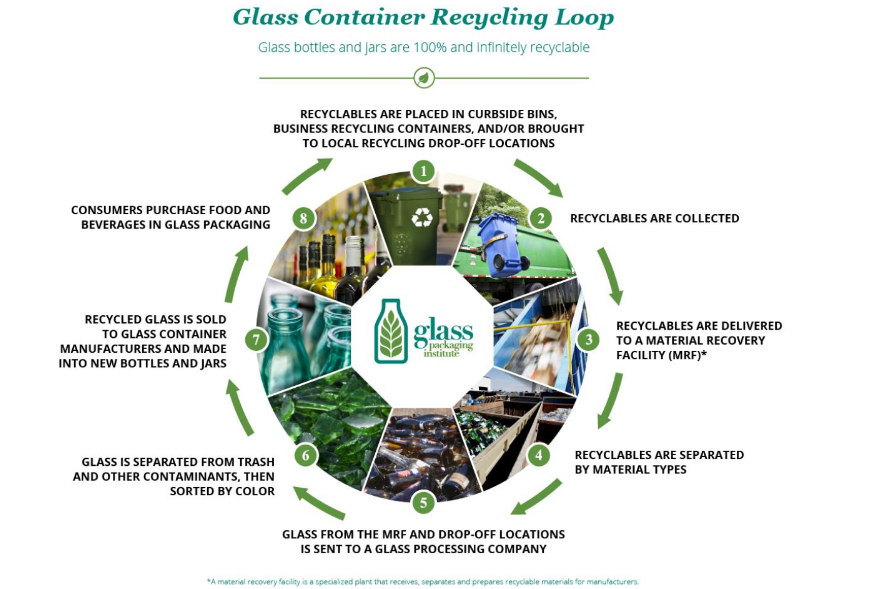 Glass Container Recycling Loop
Glass bottles and jars are 100% and infinitely recyclable
RECYCLABLES ARE PLACED IN CURBSIDE BINS,
BUSINESS RECYCLING CONTAINERS, AND/OR BROUGHT
TO LOCAL RECYCLING DROP-OFF LOCATIONS
1
2
RECYCLABLES ARE COLLECTED
3
RECYCLABLES ARE DELIVERED
TO A MATERIAL RECOVERY
FACILITY (MRF)*
4
RECYCLABLES ARE SEPARATED
BY MATERIAL TYPES
5
GLASS FROM THE MRF AND DROP-OFF LOCATIONS
IS SENT TO A GLASS PROCESSING COMPANY
6
GLASS IS SEPARATED FROM TRASH
AND OTHER CONTAMINANTS, THEN
SORTED BY COLOR
7
RECYCLED GLASS IS SOLD
TO GLASS CONTAINER
MANUFACTURERS AND MADE
INTO NEW BOTTLES AND JARS
8
CONSUMERS PURCHASE FOOD AND
BEVERAGES IN GLASS PACKAGING
glass
packaging
institute
*A material recovery facility is a specialized plant that receives, separates and prepares recyclable materials for manufacturers.